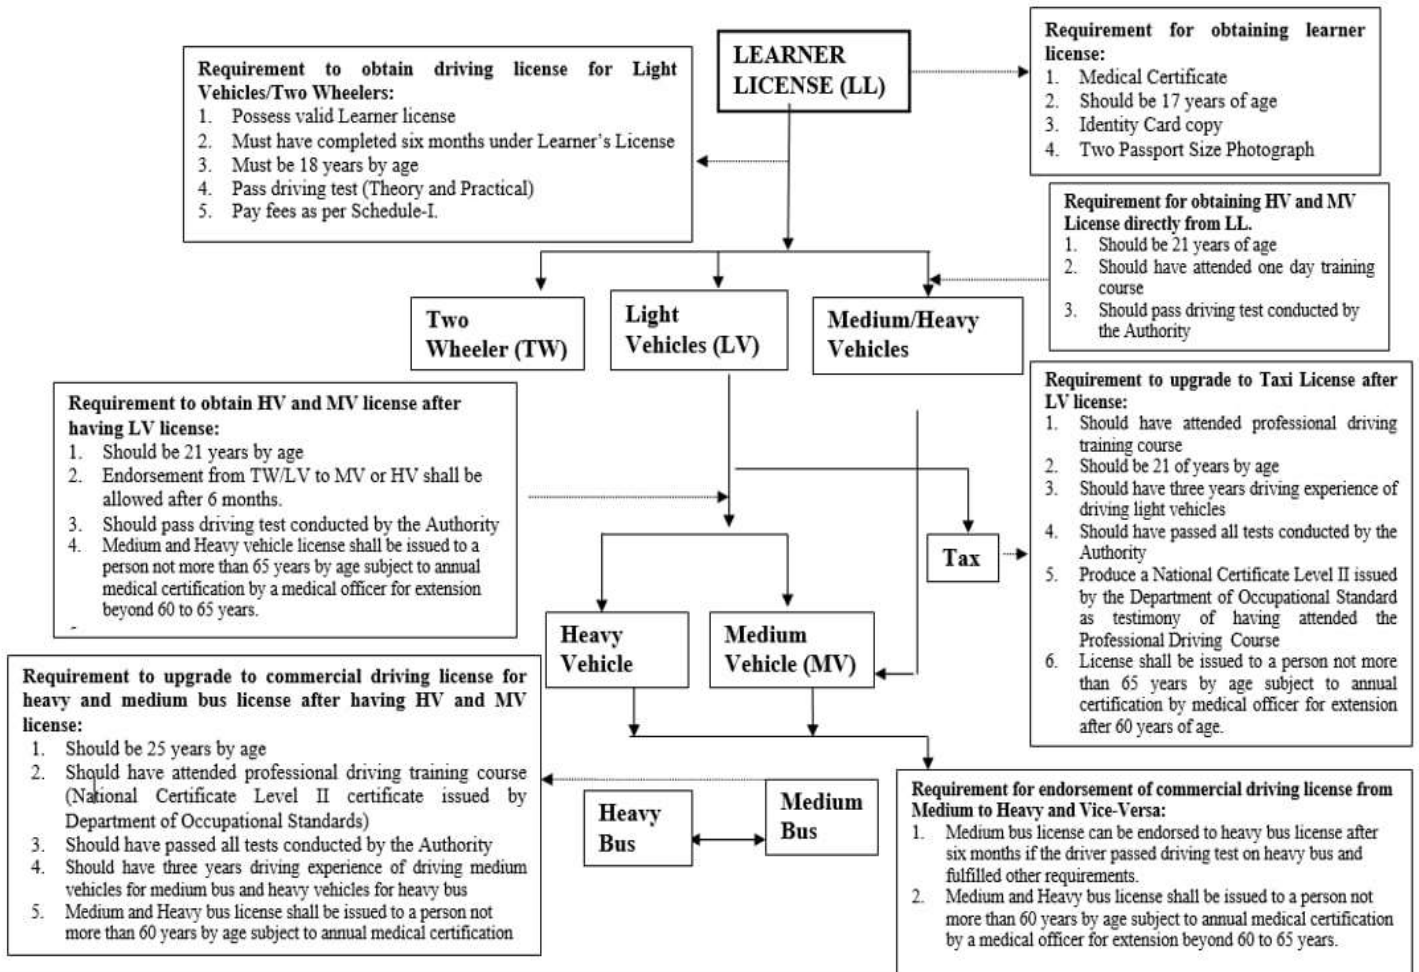 LEARNER
LICENSE (LL)
Requirement for obtaining learner
license:
1. Medical Certificate
2. Should be 17 years of age
3. Identity Card copy
4. Two Passport Size Photograph
Requirement to obtain driving license for Light
Vehicles/Two Wheelers:
1. Possess valid Learner license
2. Must have completed six months under Learner's License
3. Must be 18 years by age
4. Pass driving test (Theory and Practical)
5. Pay fees as per Schedule-I.
Requirement for obtaining HV and MV
License directly from LL.
1. Should be 21 years of age
2. Should have attended one day training
course
3. Should pass driving test conducted by
the Authority
Two
Wheeler (TW)
Light
Vehicles (LV)
Medium/Heavy
Vehicles
Requirement to obtain HV and MV license after
having LV license:
1. Should be 21 years by age
2. Endorsement from TW/LV to MV or HV shall be
allowed after 6 months.
3. Should pass driving test conducted by the Authority
4. Medium and Heavy vehicle license shall be issued to a
person not more than 65 years by age subject to annual
medical certification by a medical officer for extension
beyond 60 to 65 years.
-
Requirement to upgrade to Taxi License after
LV license:
1. Should have attended professional driving
training course
2. Should be 21 of years by age
3. Should have three years driving experience of
driving light vehicles
4. Should have passed all tests conducted by the
Authority
5. Produce a National Certificate Level II issued
by the Department of Occupational Standard
as testimony of having attended the
Professional Driving Course
6. License shall be issued to a person not more
than 65 years by age subject to annual
certification by medical officer for extension
after 60 years of age.
Tax
Heavy
Vehicle
Medium
Vehicle (MV)
Requirement to upgrade to commercial driving license for
heavy and medium bus license after having HV and MV
license:
1. Should be 25 years by age
2. Should have attended professional driving training course
(National Certificate Level II certificate issued by
Department of Occupational Standards)
3. Should have passed all tests conducted by the Authority
4. Should have three years driving experience of driving medium
vehicles for medium bus and heavy vehicles for heavy bus
5. Medium and Heavy bus license shall be issued to a person not
more than 60 years by age subject to annual medical certification
Heavy
Bus
Medium
Bus
Requirement for endorsement of commercial driving license from
Medium to Heavy and Vice-Versa:
1. Medium bus license can be endorsed to heavy bus license after
six months if the driver passed driving test on heavy bus and
fulfilled other requirements.
2. Medium and Heavy bus license shall be issued to a person not
more than 60 years by age subject to annual medical certification
by a medical officer for extension beyond 60 to 65 years.